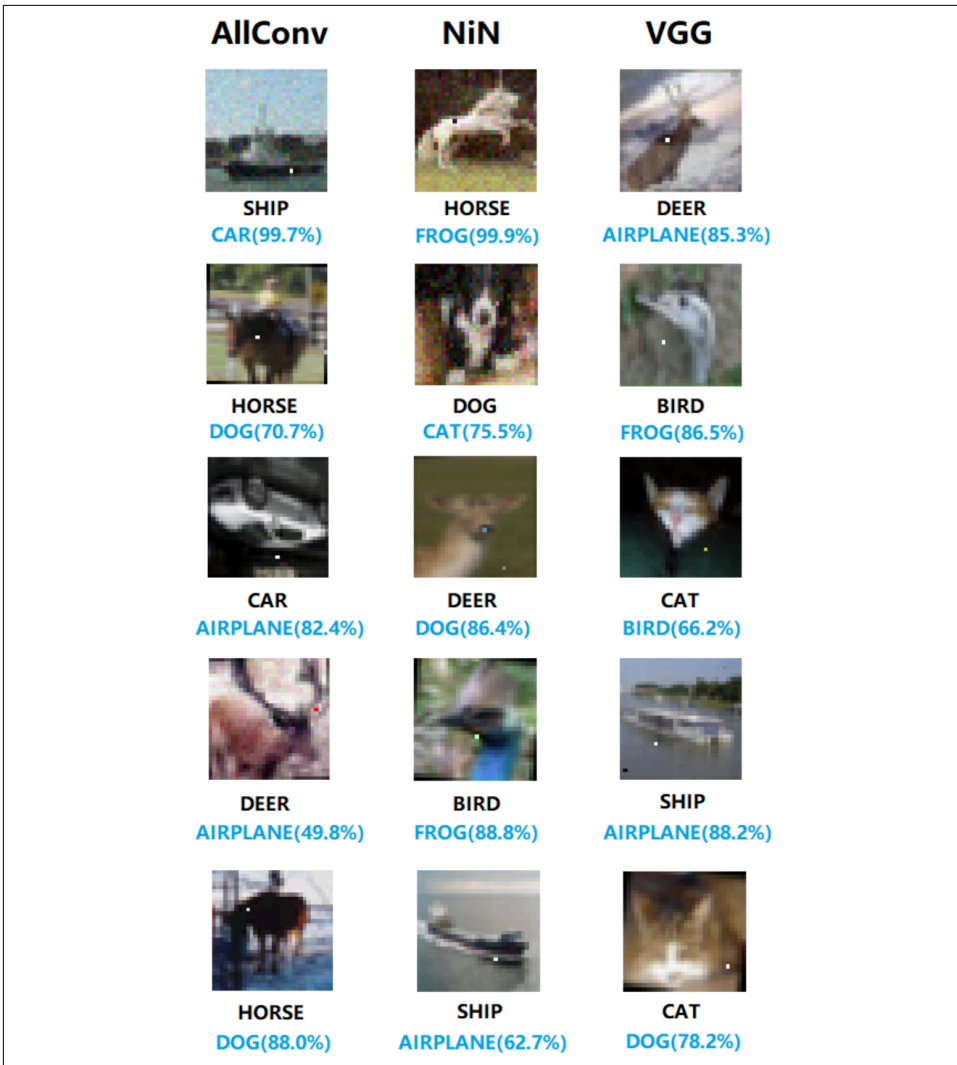 AllConv NiN VGG
SHIP HORSE DEER
CAR(99.7%) FROG(99.9%) AIRPLANE(85.3%)
HORSE DOG BIRD
DOG(70.7%) CAT(75.5%) FROG(86.5%)
CAR DEER CAT
AIRPLANE(82.4%) DOG(86.4%) BIRD(66.2%)
DEER BIRD SHIP
AIRPLANE(49.8%) FROG(88.8%) AIRPLANE(88.2%)
HORSE SHIP CAT
DOG(88.0%) AIRPLANE(62.7%) DOG(78.2%)